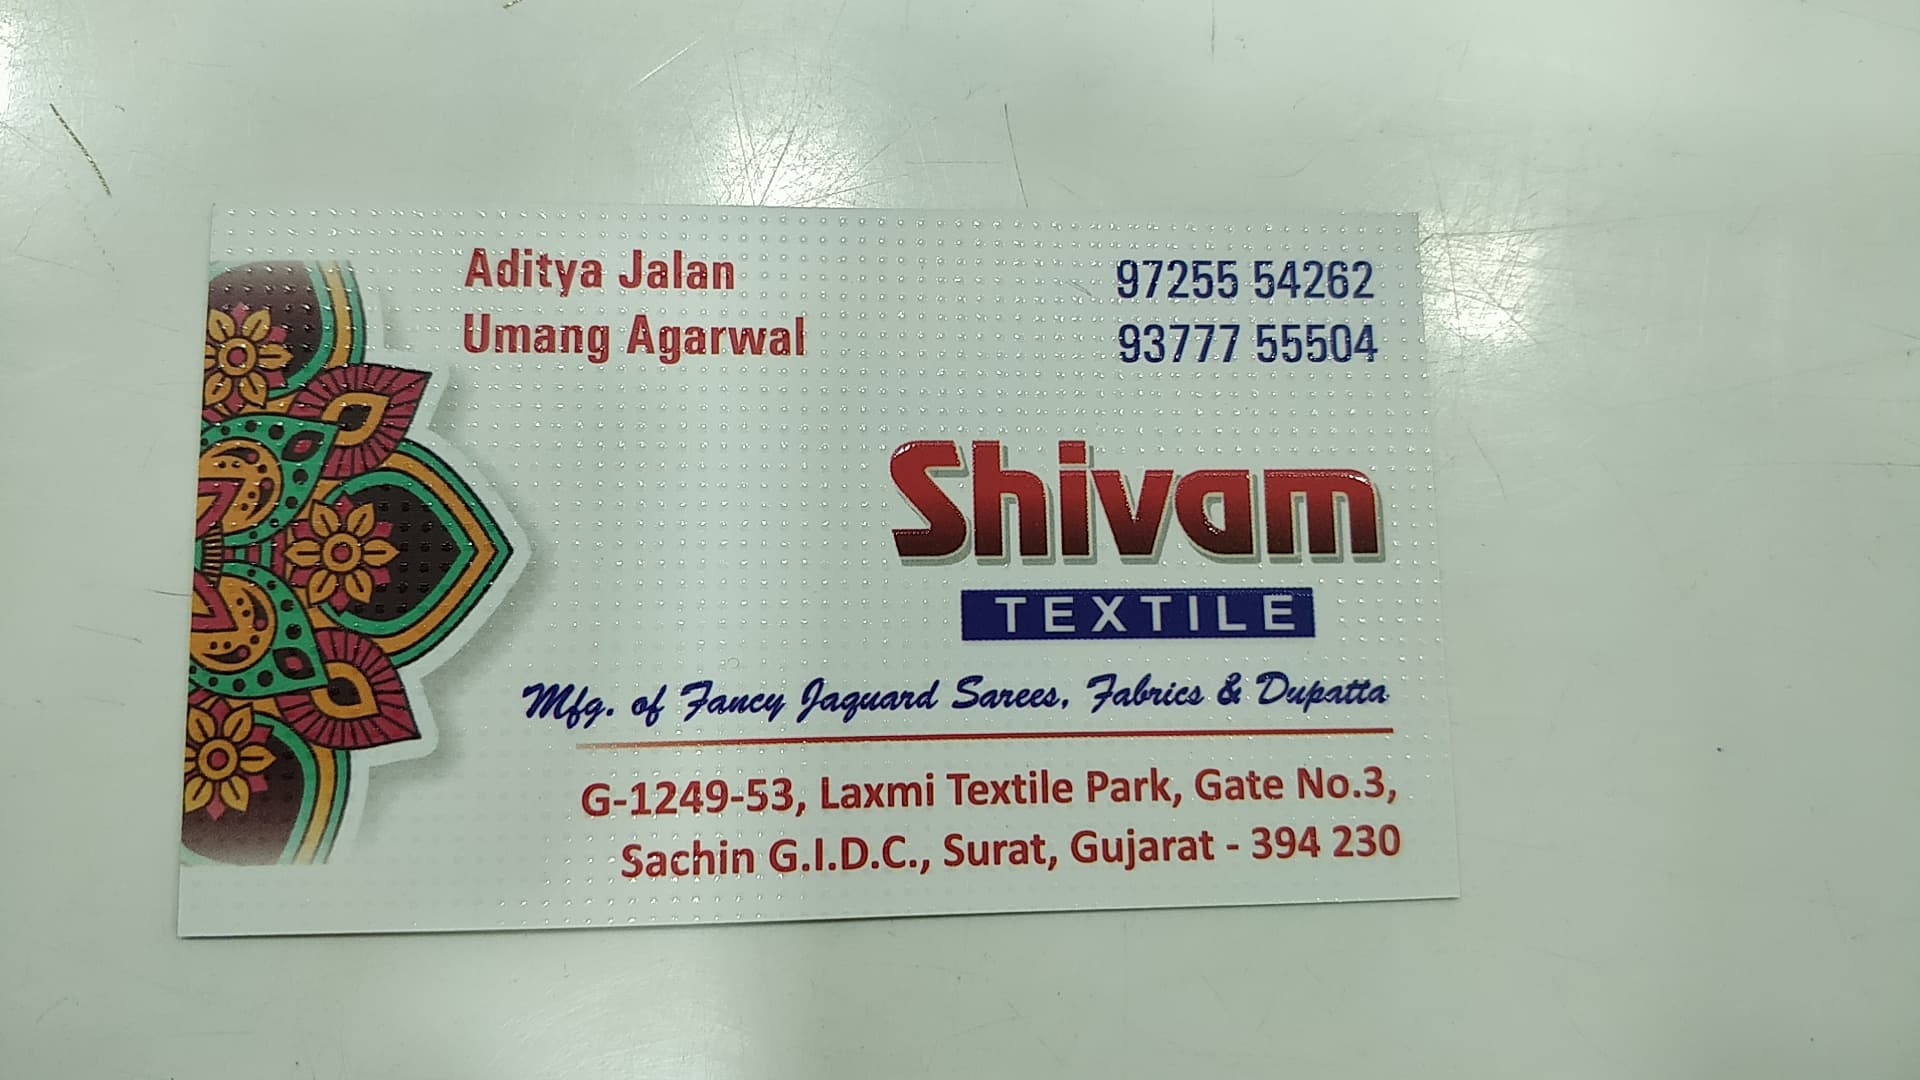 Aditya Jalan 97255 54262
Umang Agarwal 93777 55504
Shivam
TEXTILE
Mfg. of Fancy Jaquard Sarees, Fabrics & Dupatta
G-1249-53, Laxmi Textile Park, Gate No.3,
Sachin G.I.D.C., Surat, Gujarat - 394 230